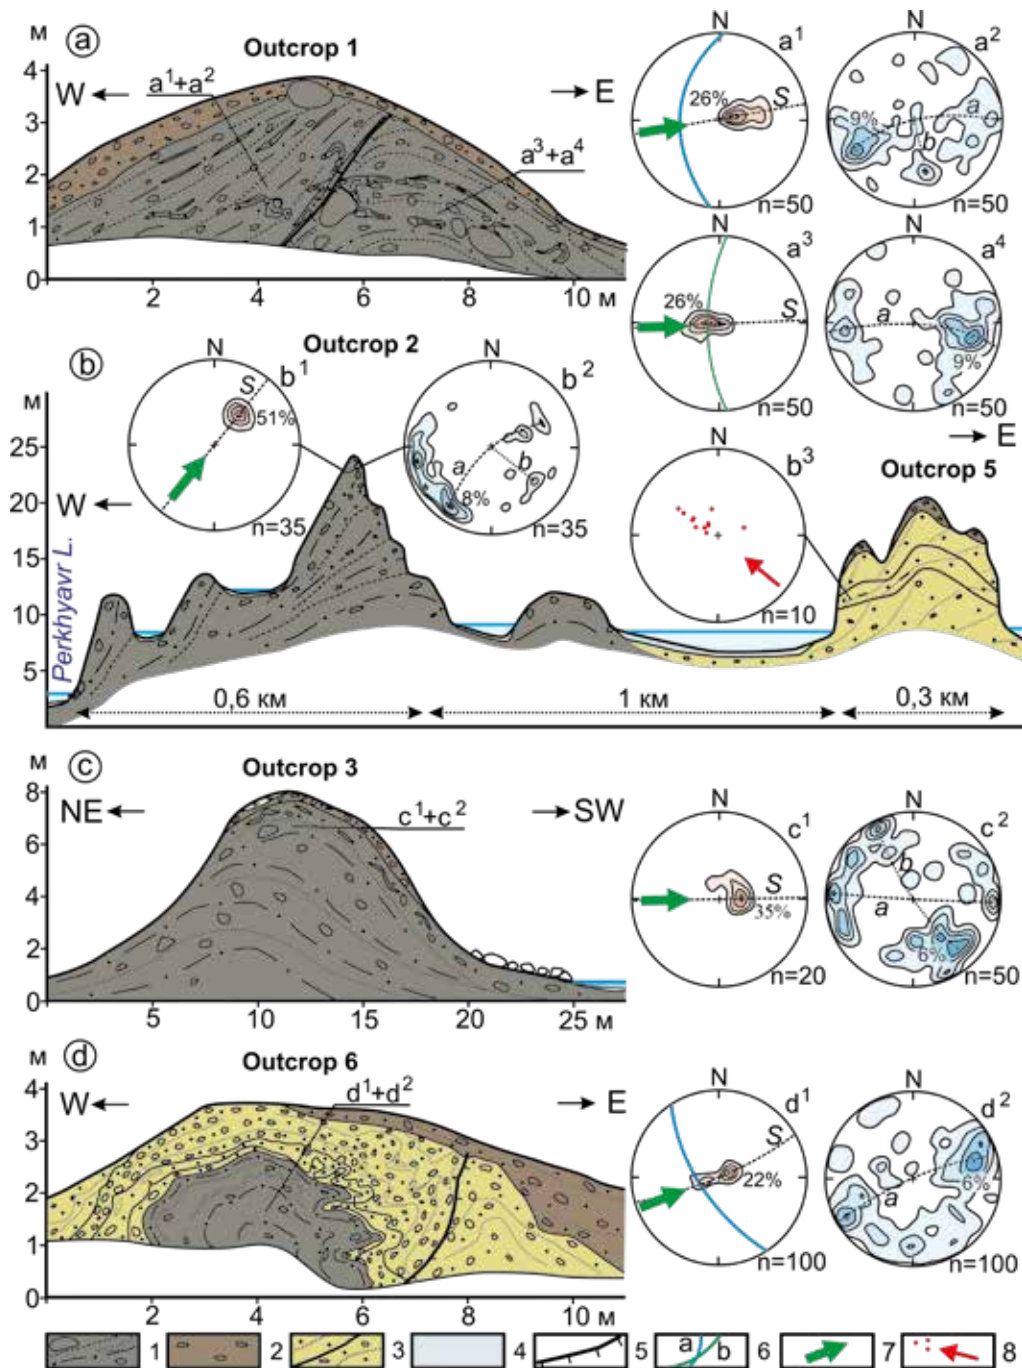 м
a
Outcrop 1
W
E
a1+a2
a3+a4
4
3
2
1
0
2
4
6
8
10 м
N
a1
26%
S
n=50
N
a2
9%
a
b
n=50
a3
26%
S
n=50
a4
a
9%
n=50
b
Outcrop 2
м
N
b1
S
51%
n=35
N
b2
a
b
8%
n=35
N
b3
n=10
E
Outcrop 5
W
25
20
15
10
5
Perkhyavr L.
0,6 км
1 км
0,3 км
м
c
Outcrop 3
NE
SW
c1+c2
8
6
4
2
0
5
10
15
20
25 м
N
c1
S
35%
n=20
N
c2
b
a
6%
n=50
м
d
Outcrop 6
W
E
d1+d2
4
3
2
1
0
2
4
6
8
10 м
N
d1
S
22%
n=100
N
d2
a
6%
n=100
1
2
3
4
5
a
b
6
7
8